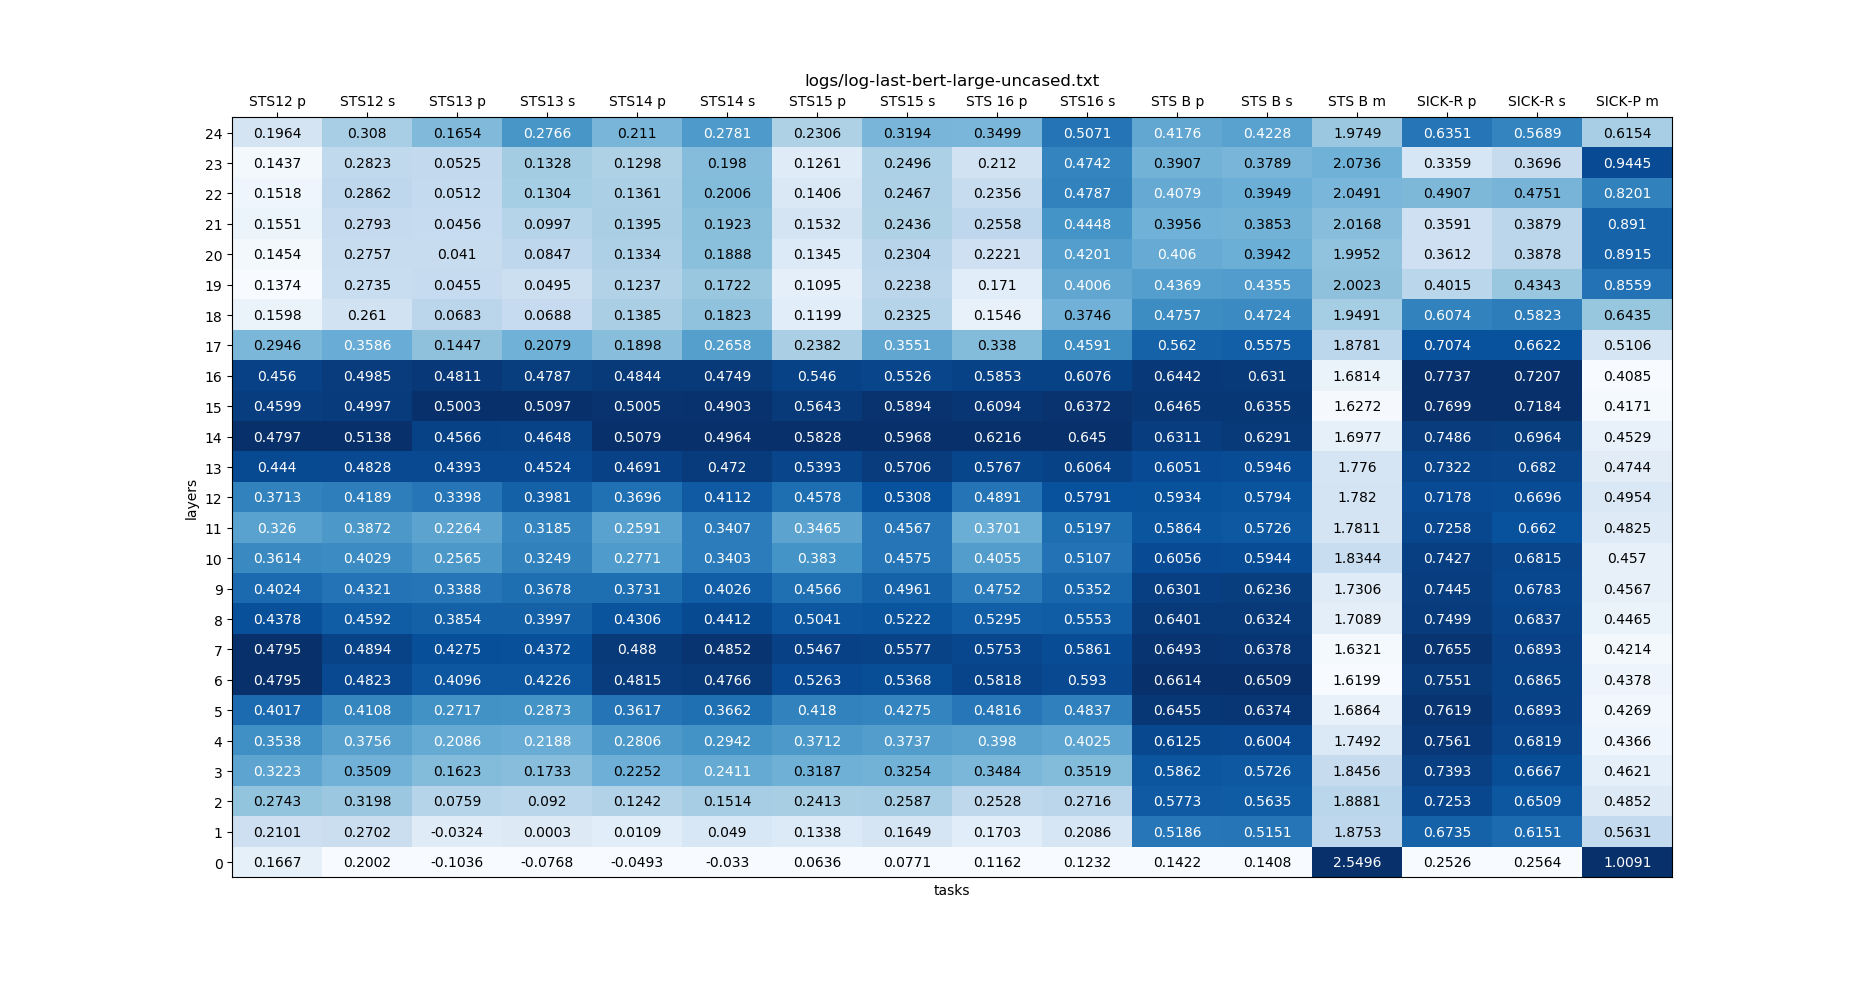 logs/log-last-bert-large-uncased.txt
STS12 p STS12 s STS13 p STS13 s STS14 p STS14 s STS15 p STS15 s STS 16 p STS16 s STS B p STS B s STS B m SICK-R p SICK-R s SICK-P m
24 0.1964 0.308 0.1654 0.2766 0.211 0.2781 0.2306 0.3194 0.3499 0.5071 0.4176 0.4228 1.9749 0.6351 0.5689 0.6154
23 0.1437 0.2823 0.0525 0.1328 0.1298 0.198 0.1261 0.2496 0.212 0.4742 0.3907 0.3789 2.0736 0.3359 0.3696 0.9445
22 0.1518 0.2862 0.0512 0.1304 0.1361 0.2006 0.1406 0.2467 0.2356 0.4787 0.4079 0.3949 2.0491 0.4907 0.4751 0.8201
21 0.1551 0.2793 0.0456 0.0997 0.1395 0.1923 0.1532 0.2436 0.2558 0.4448 0.3956 0.3853 2.0168 0.3591 0.3879 0.891
20 0.1454 0.2757 0.041 0.0847 0.1334 0.1888 0.1345 0.2304 0.2221 0.4201 0.406 0.3942 1.9952 0.3612 0.3878 0.8915
19 0.1374 0.2735 0.0455 0.0495 0.1237 0.1722 0.1095 0.2238 0.171 0.4006 0.4369 0.4355 2.0023 0.4015 0.4343 0.8559
18 0.1598 0.261 0.0683 0.0688 0.1385 0.1823 0.1199 0.2325 0.1546 0.3746 0.4757 0.4724 1.9491 0.6074 0.5823 0.6435
17 0.2946 0.3586 0.1447 0.2079 0.1898 0.2658 0.2382 0.3551 0.338 0.4591 0.562 0.5575 1.8781 0.7074 0.6622 0.5106
16 0.456 0.4985 0.4811 0.4787 0.4844 0.4749 0.546 0.5526 0.5853 0.6076 0.6442 0.631 1.6814 0.7737 0.7207 0.4085
15 0.4599 0.4997 0.5003 0.5097 0.5005 0.4903 0.5643 0.5894 0.6094 0.6372 0.6465 0.6355 1.6272 0.7699 0.7184 0.4171
14 0.4797 0.5138 0.4566 0.4648 0.5079 0.4964 0.5828 0.5968 0.6216 0.645 0.6311 0.6291 1.6977 0.7486 0.6964 0.4529
13 0.444 0.4828 0.4393 0.4524 0.4691 0.472 0.5393 0.5706 0.5767 0.6064 0.6051 0.5946 1.776 0.7322 0.682 0.4744
12 0.3713 0.4189 0.3398 0.3981 0.3696 0.4112 0.4578 0.5308 0.4891 0.5791 0.5934 0.5794 1.782 0.7178 0.6696 0.4954
11 0.326 0.3872 0.2264 0.3185 0.2591 0.3407 0.3465 0.4567 0.3701 0.5197 0.5864 0.5726 1.7811 0.7258 0.662 0.4825
10 0.3614 0.4029 0.2565 0.3249 0.2771 0.3403 0.383 0.4575 0.4055 0.5107 0.6056 0.5944 1.8344 0.7427 0.6815 0.457
9 0.4024 0.4321 0.3388 0.3678 0.3731 0.4026 0.4566 0.4961 0.4752 0.5352 0.6301 0.6236 1.7306 0.7445 0.6783 0.4567
8 0.4378 0.4592 0.3854 0.3997 0.4306 0.4412 0.5041 0.5222 0.5295 0.5553 0.6401 0.6324 1.7089 0.7499 0.6837 0.4465
7 0.4795 0.4894 0.4275 0.4372 0.488 0.4852 0.5467 0.5577 0.5753 0.5861 0.6493 0.6378 1.6321 0.7655 0.6893 0.4214
6 0.4795 0.4823 0.4096 0.4226 0.4815 0.4766 0.5263 0.5368 0.5818 0.593 0.6614 0.6509 1.6199 0.7551 0.6865 0.4378
5 0.4017 0.4108 0.2717 0.2873 0.3617 0.3662 0.418 0.4275 0.4816 0.4837 0.6455 0.6374 1.6864 0.7619 0.6893 0.4269
4 0.3538 0.3756 0.2086 0.2188 0.2806 0.2942 0.3712 0.3737 0.398 0.4025 0.6125 0.6004 1.7492 0.7561 0.6819 0.4366
3 0.3223 0.3509 0.1623 0.1733 0.2252 0.2411 0.3187 0.3254 0.3484 0.3519 0.5862 0.5726 1.8456 0.7393 0.6667 0.4621
2 0.2743 0.3198 0.0759 0.092 0.1242 0.1514 0.2413 0.2587 0.2528 0.2716 0.5773 0.5635 1.8881 0.7253 0.6509 0.4852
1 0.2101 0.2702 -0.0324 0.0003 0.0109 0.049 0.1338 0.1649 0.1703 0.2086 0.5186 0.5151 1.8753 0.6735 0.6151 0.5631
0 0.1667 0.2002 -0.1036 -0.0768 -0.0493 -0.033 0.0636 0.0771 0.1162 0.1232 0.1422 0.1408 2.5496 0.2526 0.2564 1.0091
layers
tasks